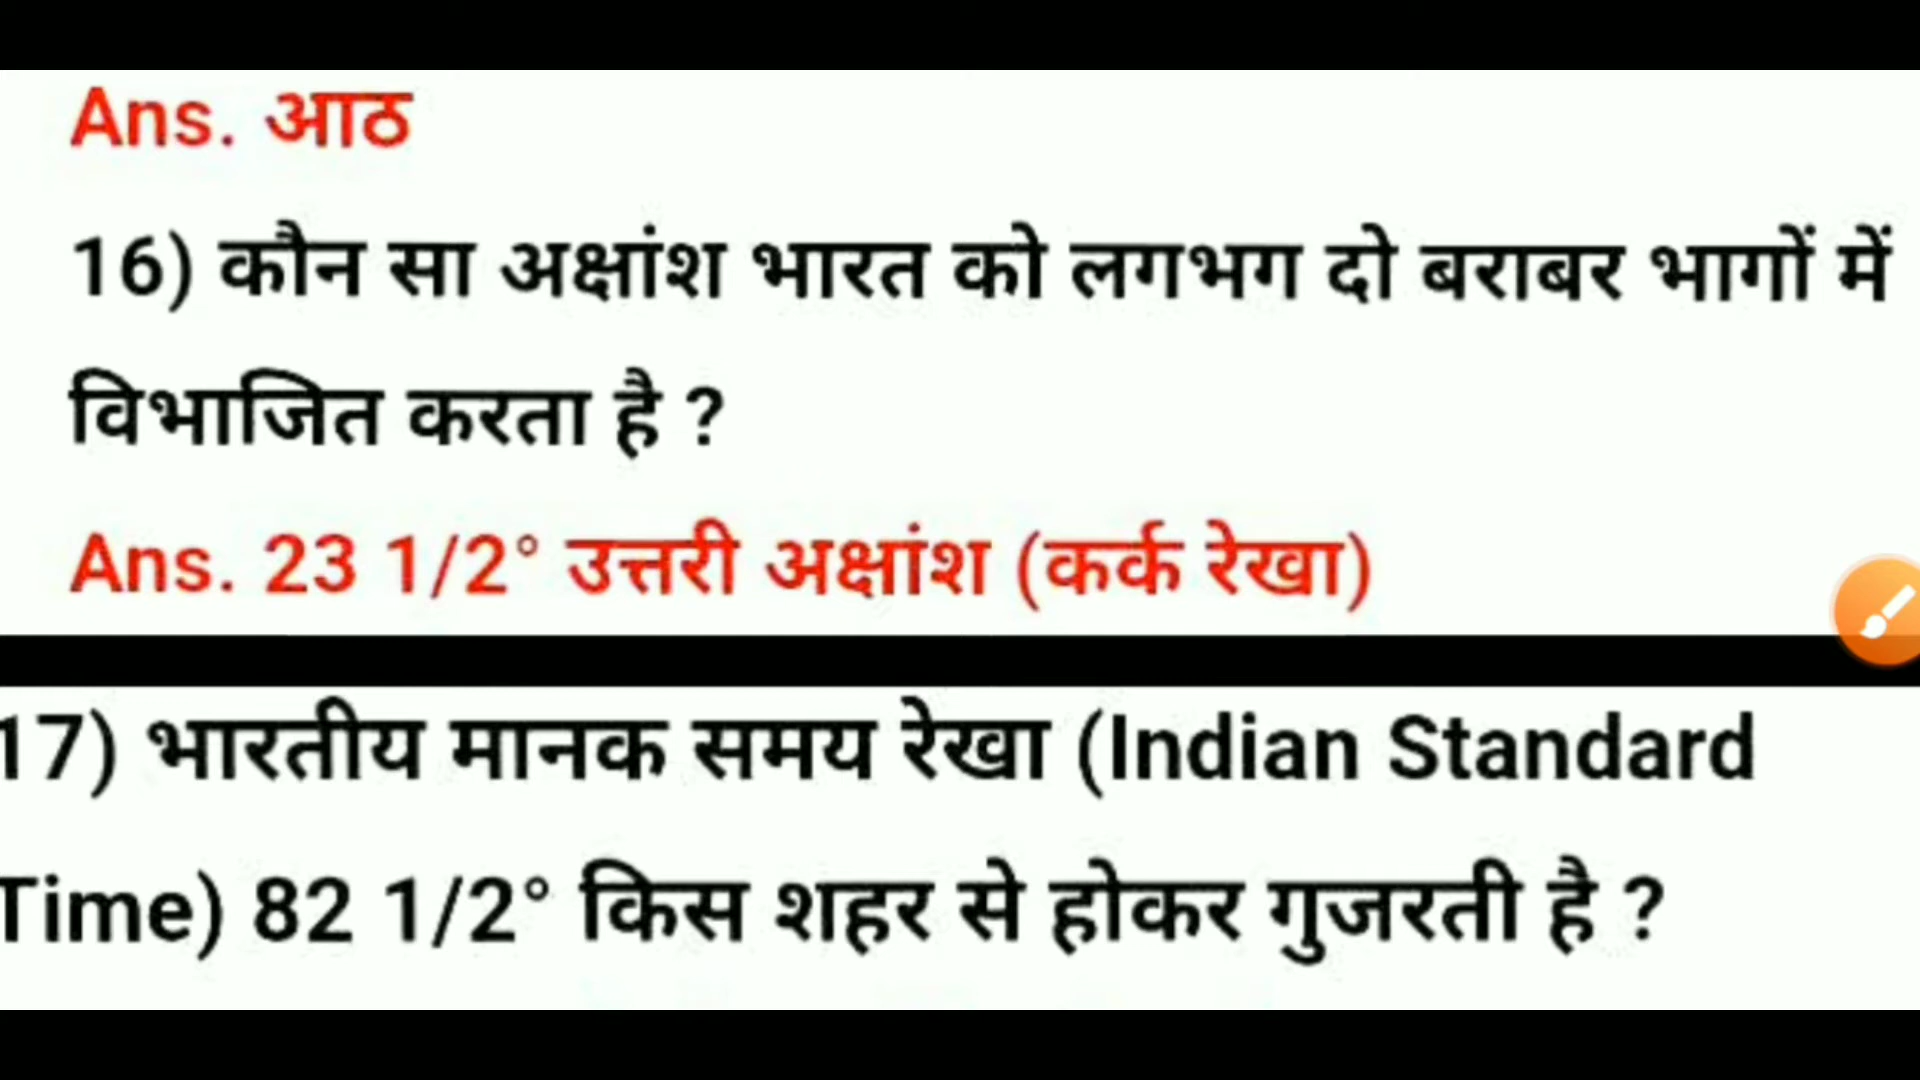 Ans. आठ
16) कौन सा अक्षांश भारत को लगभग दो बराबर भागों में
विभाजित करता है ?
Ans. 23 1/2° उत्तरी अक्षांश (कर्क रेखा)
17) भारतीय मानक समय रेखा (Indian Standard
Time) 82 1/2° किस शहर से होकर गुजरती है ?